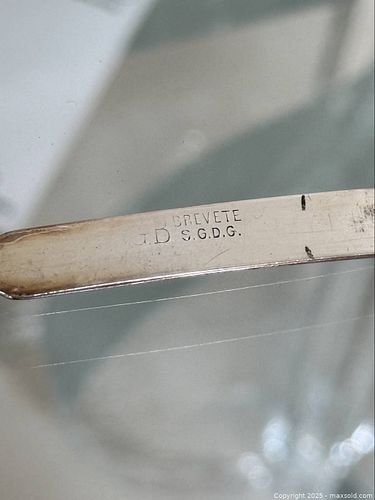 BREVETE
G.D S.G.D.G.
Copyright 2025 - maxsold.com